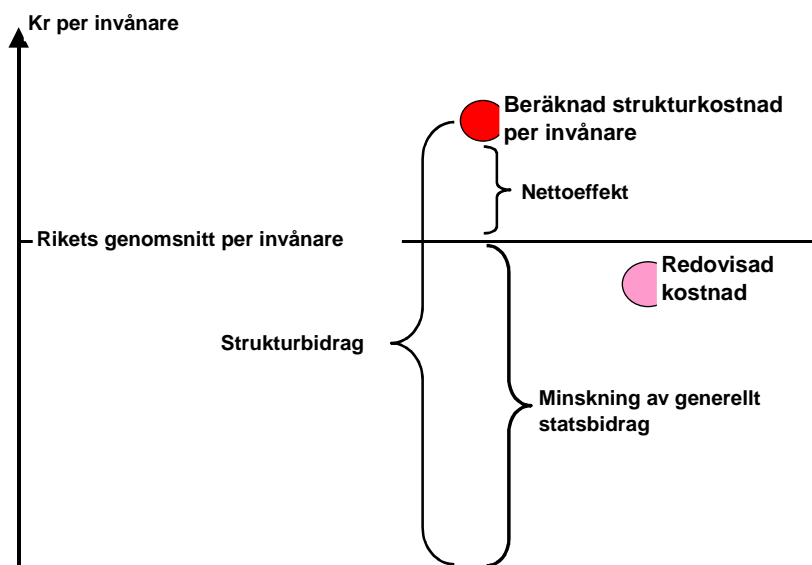 Kr per invånare
Beräknad strukturkostnad
per invånare
Nettoeffekt
Rikets genomsnitt per invånare
Redovisad
kostnad
Strukturbidrag
Minskning av generellt
statsbidrag